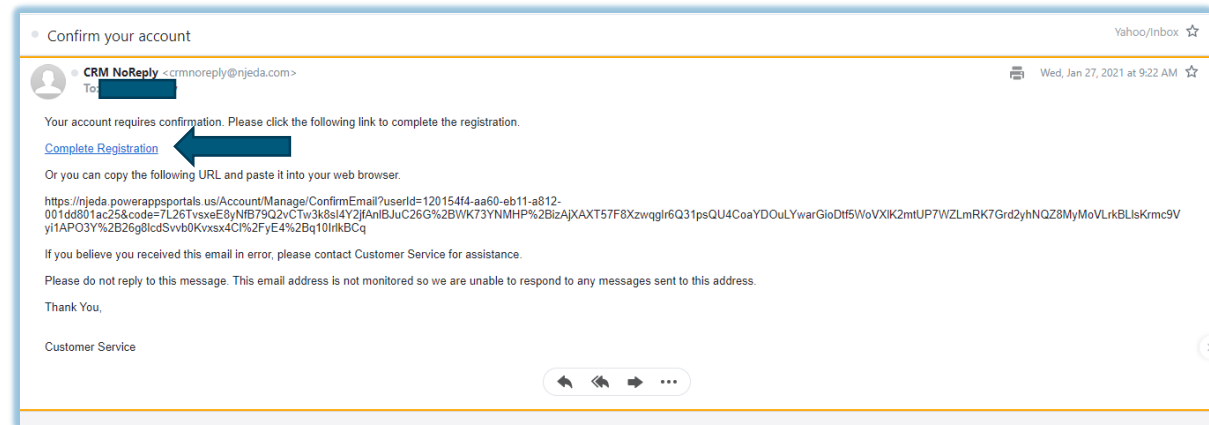 Confirm your account
Yahoo/Inbox
CRM NoReply <crmnoreply@njeda.com>
Wed, Jan 27, 2021 at 9:22 AM
To:
Your account requires confirmation. Please click the following link to complete the registration.
Complete Registration
Or you can copy the following URL and paste it into your web browser.
https://njeda.powerappsportals.us/Account/Manage/ConfirmEmail?userId=120154f4-aa60-eb11-a812-
001dd801ac25&code=7L26TvsxeE8yNfB79Q2vCTw3k8sI4Y2jfAnlBJuC26G%2BWK73YNMHP%2BizAjXAXT57F8Xzwqglr6Q31psQU4CoaYDOuLYwarGioDtf5WoVXlK2mtUP7WZLmRK7Grd2yhNQZ8MyMoVLrkBLlsKrmc9V
yi1APO3Y%2B26g8lcdSvvb0Kvxsx4Cl%2FyE4%2Bq10IrlkBCq
If you believe you received this email in error, please contact Customer Service for assistance.
Please do not reply to this message. This email address is not monitored so we are unable to respond to any messages sent to this address.
Thank You,
Customer Service